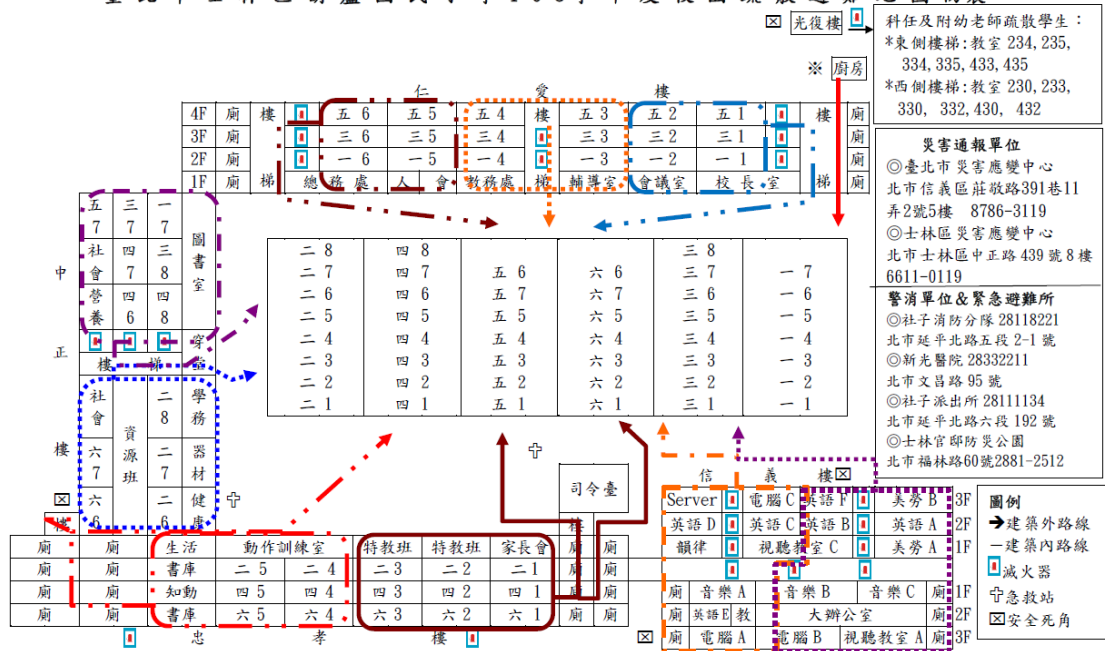 光復樓
科任及附幼老師疏散學生：
*東側樓梯:教室 234,235,
334,335,433,435
*西側樓梯:教室 230,233,
330, 332,430, 432
※ 廚房
仁 愛 樓
4F 廁 樓 五 6 五 5 五 4 樓 五 3 五 2 五 1 樓 廁
3F 廁 三 6 三 5 三 4 三 3 三 2 三 1 廁
2F 廁 一 6 一 5 一 4 一 3 一 2 一 1 廁
1F 廁 梯 總 務 處 人 會 教務處 梯 輔導室 會議室 校 長 室 梯 廁
災害通報單位
◎臺北市災害應變中心
北市信義區莊敬路391巷11
弄2號5樓 8786-3119
◎士林區災害應變中心
北市士林區中正路 439 號 8 樓
6611-0119
警消單位&緊急避難所
◎社子消防分隊 28118221
北市延平北路五段 2-1 號
◎新光醫院 28332211
北市文昌路 95 號
◎社子派出所 28111134
北市延平北路六段 192 號
◎士林官邸防災公園
北市福林路60號2881-2512
中 正 樓
五 三 一
7 7 7
社 四 三
會 7 8
營 四 四
養 6 8
圖書室
樓 梯
穿堂
社會
資源班
二 8
學務
六 7
二 7
器材
六 6
二 6
健康
二 8 四 8 三 8
二 7 四 7 五 6 六 6 三 7 一 7
二 6 四 6 五 7 六 7 三 6 一 6
二 5 四 5 五 5 六 5 三 5 一 5
二 4 四 4 五 4 六 4 三 4 一 4
二 3 四 3 五 3 六 3 三 3 一 3
二 2 四 2 五 2 六 2 三 2 一 2
二 1 四 1 五 1 六 1 三 1 一 1
司令臺
樓 樓
廁 廁 生活 動作訓練室 特教班 特教班 家長會 廁 廁
廁 廁 書庫 二 5 二 4 二 3 二 2 二 1 廁 廁
廁 廁 知動 四 5 四 4 四 3 四 2 四 1 廁 廁
廁 廁 書庫 六 5 六 4 六 3 六 2 六 1 廁 廁
忠 孝 樓
信 義 樓
Server 電腦 C 英語 F 美勞 B 3F
英語 D 英語 C 英語 B 英語 A 2F
韻律 視聽教室 C 美勞 A 1F
廁 音樂 A 音樂 B 音樂 C 廁 1F
廁 英語E 教 大辦公室 廁 2F
廁 電腦 A 電腦 B 視聽教室 A 廁 3F
圖例
➔建築外路線
—建築內路線
滅火器
急救站
安全死角